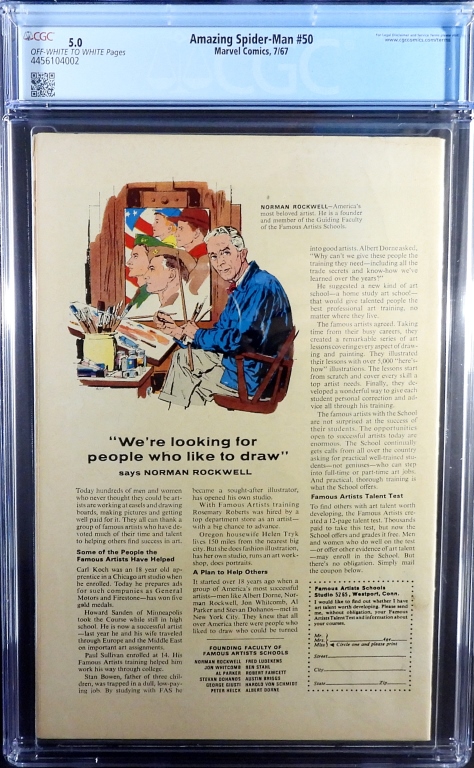 CGC 5.0
OFF-WHITE TO WHITE Pages
4456104002
Amazing Spider-Man #50
Marvel Comics, 7/67
www.cgccomics.com/terms
CGC
NORMAN ROCKWELL—America's
most beloved artist. He is a founder
and member of the Guiding Faculty
of the Famous Artists Schools.
"We're looking for
people who like to draw"
says NORMAN ROCKWELL
Today hundreds of men and women
who never thought they could be art-
ists are working at easels and drawing
boards, making pictures and getting
well paid for it. They all can thank a
group of famous artists who have de-
voted much of their time and talent
to helping others find success in art.
Some of the People the
Famous Artists Have Helped
Carl Koch was an 18 year old ap-
prentice in a Chicago art studio when
he enrolled. Today he prepares ads
for such companies as General
Motors and Firestone—has won five
gold medals.
Howard Sanden of Minneapolis
took the Course while still in high
school. He is now a successful artist
—last year he and his wife traveled
through Europe and the Middle East
on important art assignments.
Paul Sullivan enrolled at 14. His
Famous Artists training helped him
work his way through college.
Stan Bowen, father of three chil-
dren, was trapped in a dull, low-pay-
ing job. By studying with FAS he
became a sought-after illustrator,
has opened his own studio.
With Famous Artists training
Rosemary Roberts was hired by a
top department store as an artist—
with a big chance to advance.
Oregon housewife Helen Tryk
lives 150 miles from the nearest big
city. But she does fashion illustration,
has her own studio, runs an art work-
shop, does portraits.
A Plan to Help Others
It started over 18 years ago when a
group of America's most successful
artists—men like Albert Dorne, Nor-
man Rockwell, Jon Whitcomb, Al
Parker and Stevan Dohanos—met in
New York City. They knew that all
over America there were people who
liked to draw who could be turned
FOUNDING FACULTY OF
FAMOUS ARTISTS SCHOOLS
NORMAN ROCKWELL FRED LUDEKENS
JON WHITCOMB BEN STAHL
AL PARKER ROBERT FAWCETT
STEVAN DOHANOS AUSTIN BRIGGS
GEORGE GIUSTI HAROLD VON SCHMIDT
PETER HELCK ALBERT DORNE
into good artists. Albert Dorne asked,
"Why can't we give these people the
training they need—including all the
trade secrets and know-how we've
learned over the years?"
He suggested a new kind of art
school—a home study art school—
that would give talented people the
best professional art training, no
matter where they live.
The famous artists agreed. Taking
time from their busy careers, they
created a remarkable series of art
lessons covering every aspect of draw-
ing and painting. They illustrated
their lessons with over 5,000 "here's-
how" illustrations. The lessons start
from scratch and cover every skill a
top artist needs. Finally, they de-
veloped a wonderful way to give each
student personal correction and ad-
vice all through his training.
The famous artists with the School
are not surprised at the success of
their students. The opportunities
open to successful artists today are
enormous. The School continually
gets calls from all over the country
asking for practical well-trained stu-
dents—not geniuses—who can step
into full-time or part-time art jobs.
And practical, thorough training is
what the School offers.
Famous Artists Talent Test
To find others with art talent worth
developing, the Famous Artists cre-
ated a 12-page talent test. Thousands
paid to take this test, but now the
School offers and grades it free. Men
and women who do well on the test
—or offer other evidence of art talent
—may enroll in the School. But
there's no obligation. Simply mail
the coupon below.
Famous Artists Schools
Studio 5265, Westport, Conn.
I would like to find out whether I have
art talent worth developing. Please send
me, without obligation, your Famous
Artists Talent Test and information about
your courses.
Mr.
Mrs.
Miss
Circle one and please print
Street
City
State Zip